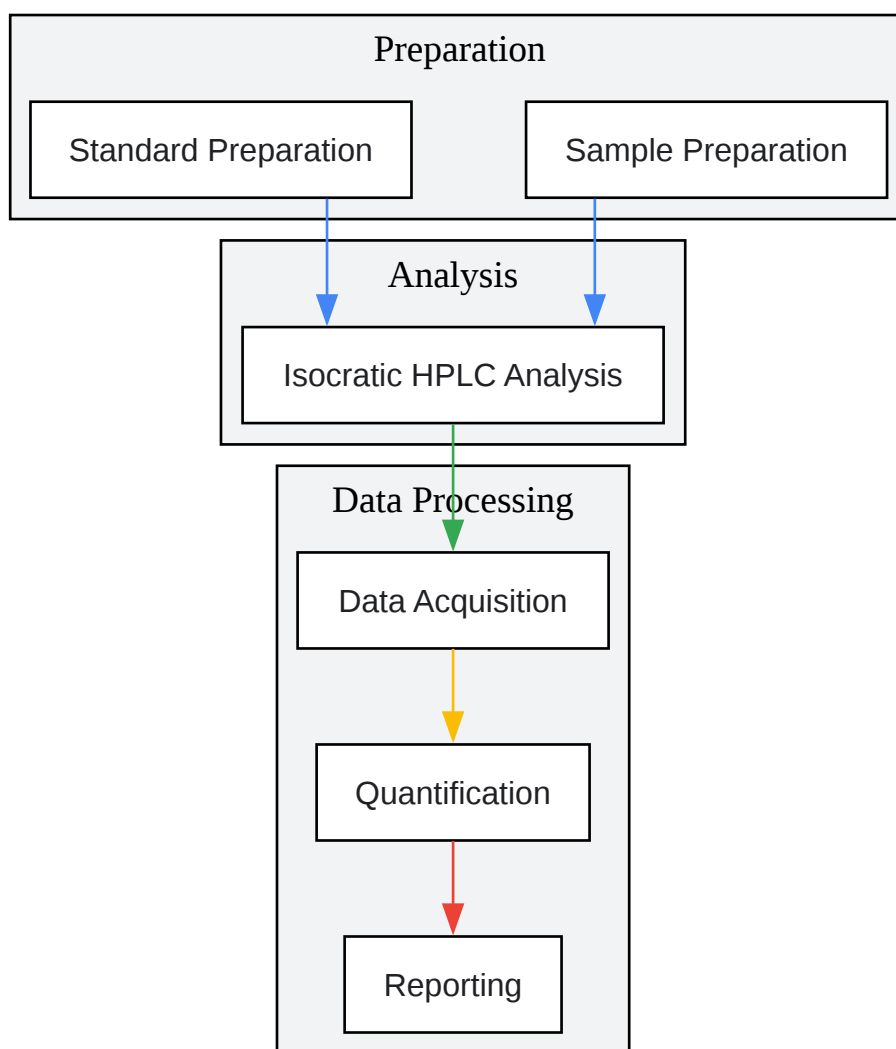 Preparation
Standard Preparation
Sample Preparation
Analysis
Isocratic HPLC Analysis
Data Processing
Data Acquisition
Quantification
Reporting